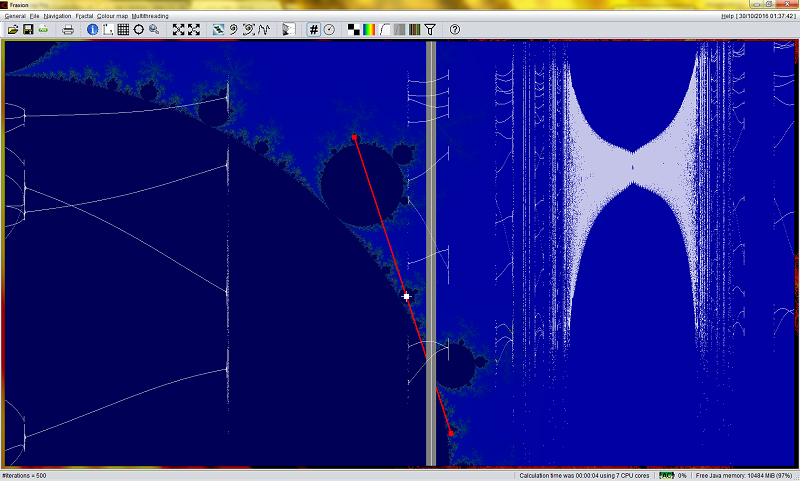 Fraxion
General File Navigation Fractal Colour map Multithreading Help [ 30/10/2016 01:37:42 ]
#iterations = 500 Calculation time was 00:00:04 using 7 CPU cores 0% Free Java memory: 10484 MiB (97%)